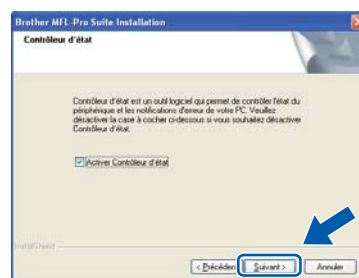 Brother MFL-Pro Suite Installation
Contrôleur d'état
Contrôleur d'état est un outil logiciel qui permet de contrôler l'état du
périphérique et les notifications d'erreur de votre PC. Veuillez
désactiver la case à cocher ci-dessous si vous souhaitez désactiver
Contrôleur d'état.
Activer Contrôleur d'état
InstallShield
< Précéden Suivant > Annuler